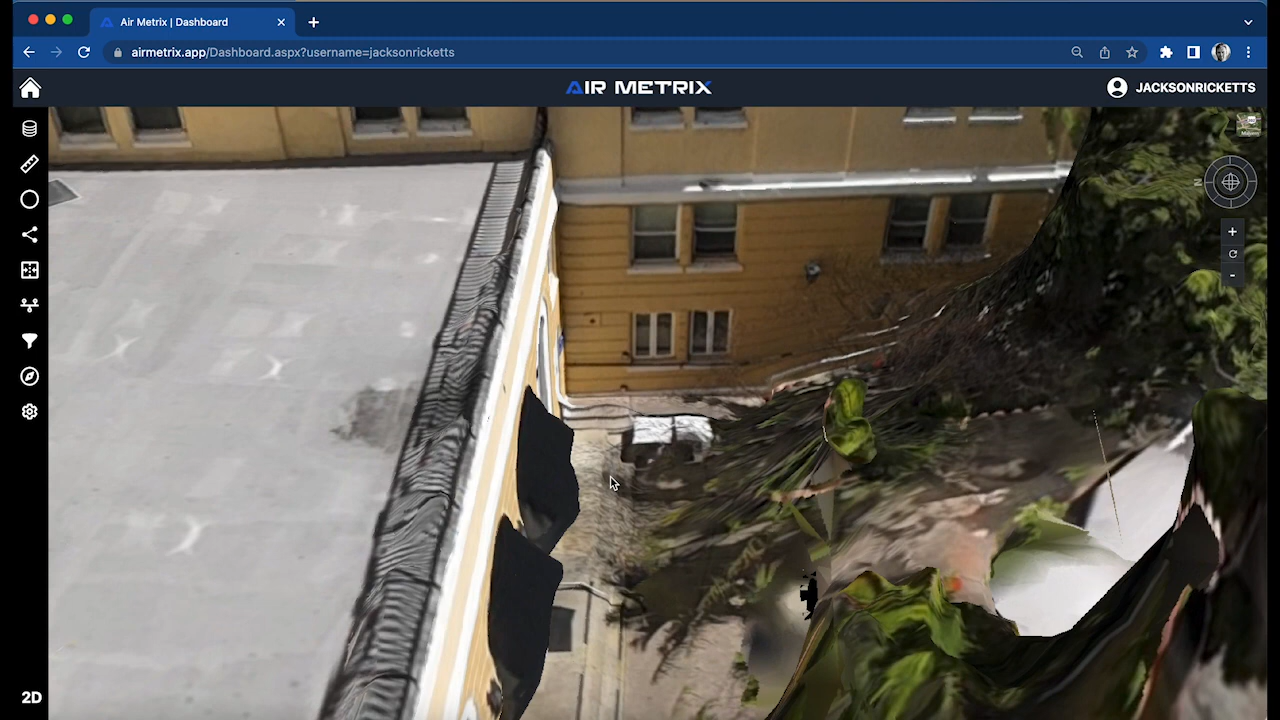 Air Metrix | Dashboard
airmetrix.app/Dashboard.aspx?username=jacksonricketts
AIR METRIX
JACKSONRICKETTS
N
2D